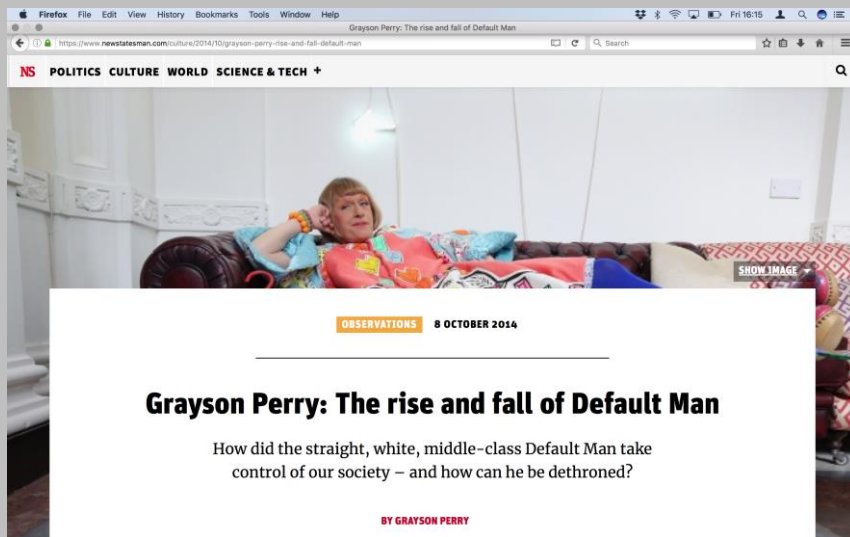 Firefox File Edit View History Bookmarks Tools Window Help Fri 16:15
Grayson Perry: The rise and fall of Default Man
https://www.newstatesman.com/culture/2014/10/grayson-perry-rise-and-fall-default-man Search
NS POLITICS CULTURE WORLD SCIENCE & TECH +
SHOW IMAGE
OBSERVATIONS 8 OCTOBER 2014
Grayson Perry: The rise and fall of Default Man
How did the straight, white, middle-class Default Man take
control of our society – and how can he be dethroned?
BY GRAYSON PERRY